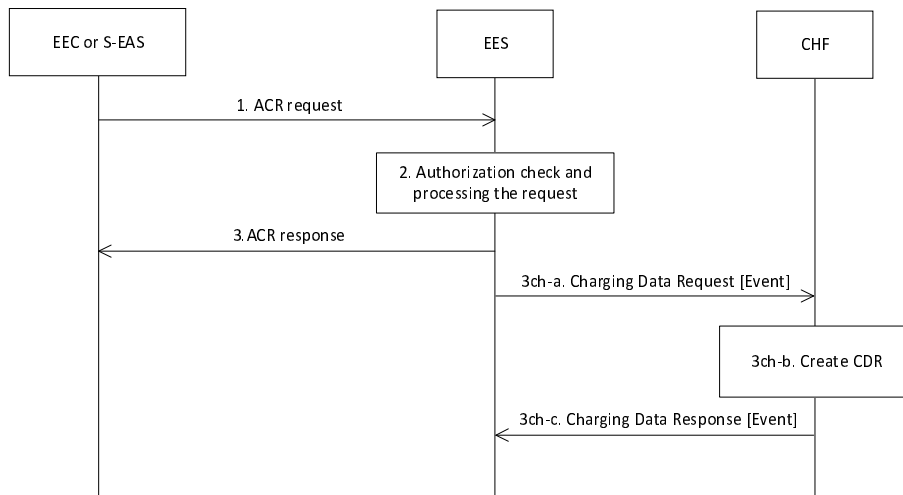 EEC or S-EAS
EES
CHF
1. ACR request
2. Authorization check and
processing the request
3.ACR response
3ch-a. Charging Data Request [Event]
3ch-b. Create CDR
3ch-c. Charging Data Response [Event]